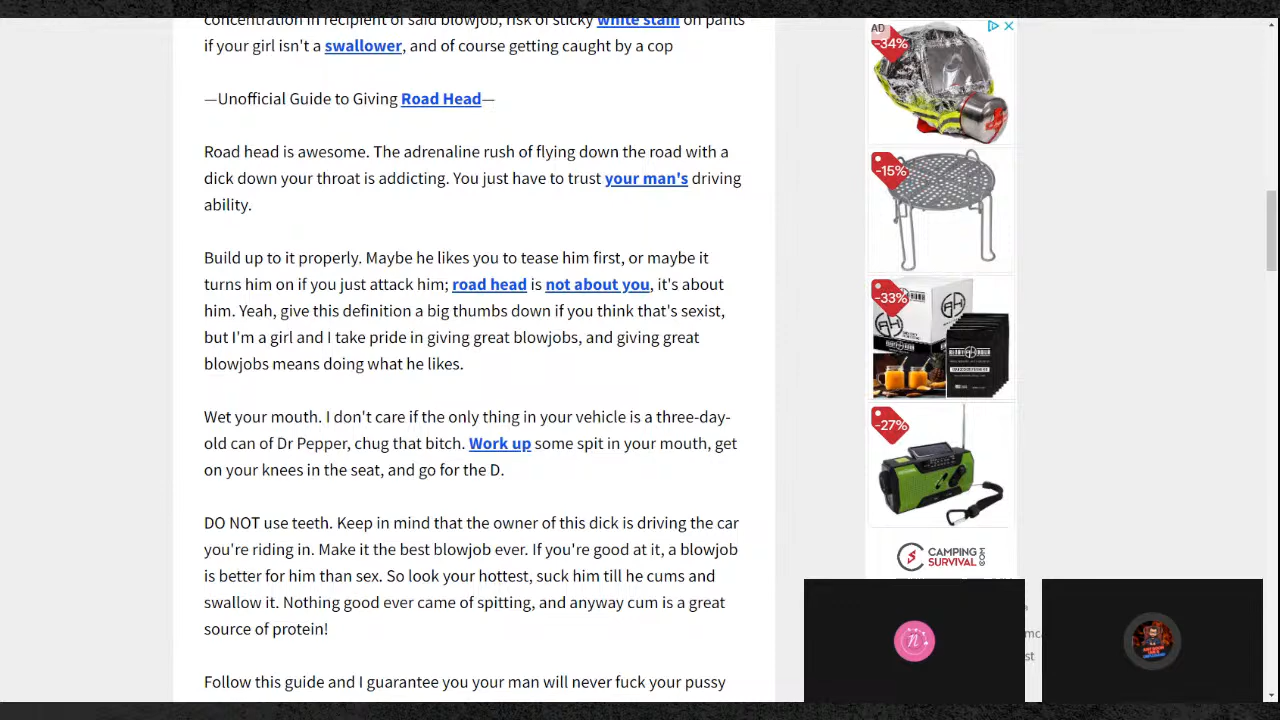 concentration in recipient of said blowjob, risk of sticky white stain on pants
if your girl isn't a swallower, and of course getting caught by a cop
—Unofficial Guide to Giving Road Head—
Road head is awesome. The adrenaline rush of flying down the road with a
dick down your throat is addicting. You just have to trust your man's driving
ability.
Build up to it properly. Maybe he likes you to tease him first, or maybe it
turns him on if you just attack him; road head is not about you, it's about
him. Yeah, give this definition a big thumbs down if you think that's sexist,
but I'm a girl and I take pride in giving great blowjobs, and giving great
blowjobs means doing what he likes.
Wet your mouth. I don't care if the only thing in your vehicle is a three-day-
old can of Dr Pepper, chug that bitch. Work up some spit in your mouth, get
on your knees in the seat, and go for the D.
DO NOT use teeth. Keep in mind that the owner of this dick is driving the car
you're riding in. Make it the best blowjob ever. If you're good at it, a blowjob
is better for him than sex. So look your hottest, suck him till he cums and
swallow it. Nothing good ever came of spitting, and anyway cum is a great
source of protein!
Follow this guide and I guarantee you your man will never fuck your pussy
AD
-34%
-15%
-33%
-27%
CAMPING
SURVIVAL
.COM
n